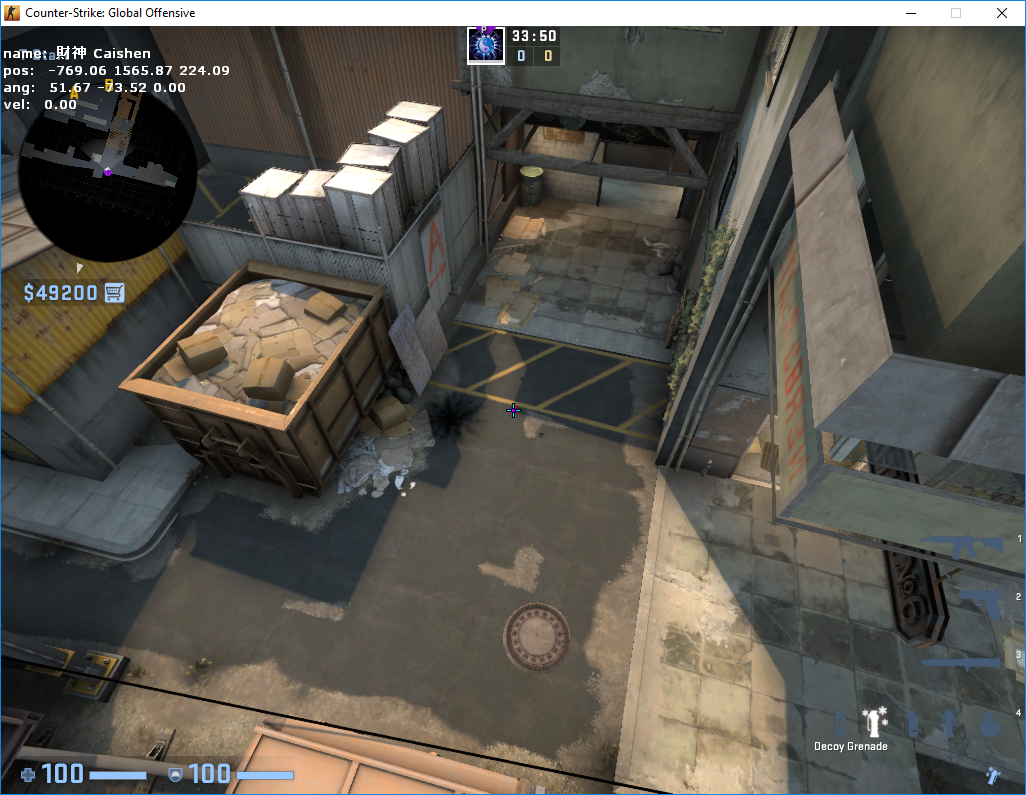 Counter-Strike: Global Offensive
33:50
0 0
name: 財神 Caishen
pos: -769.06 1565.87 224.09
ang: 51.67 -73.52 0.00
vel: 0.00
A
B
$49200
A
1
2
3
4
Decoy Grenade
100
100